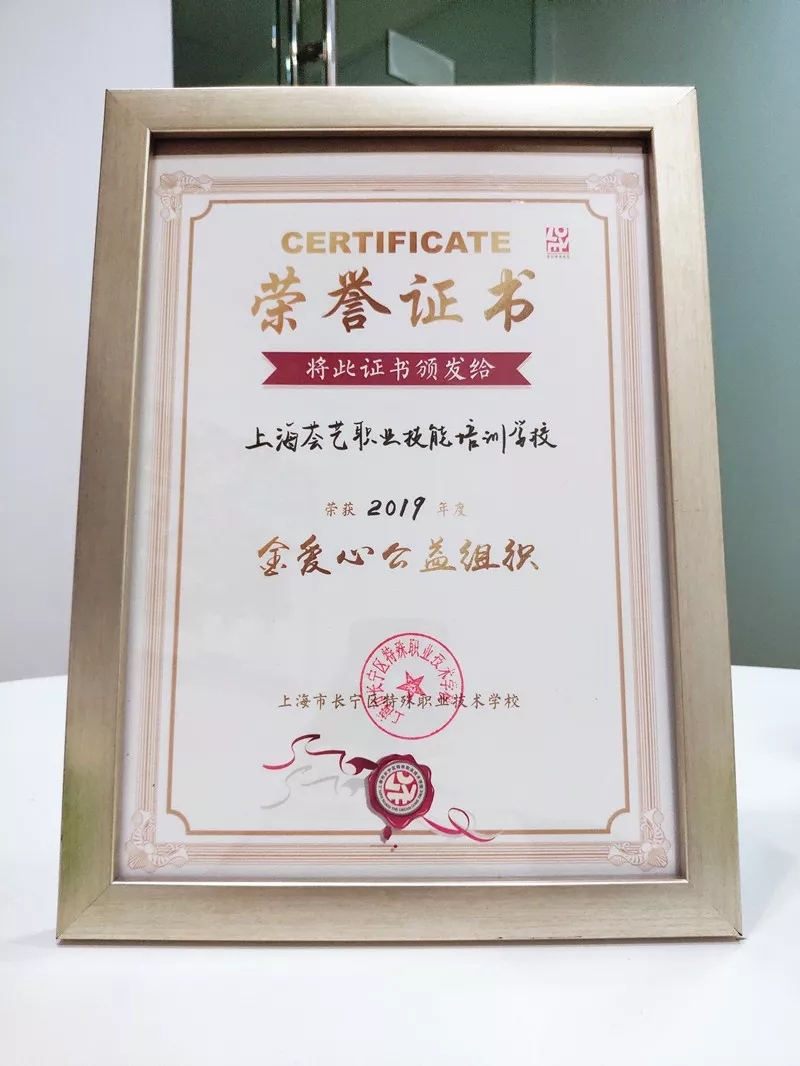 CERTIFICATE
荣誉证书
将此证书颁发给
上海荟艺职业技能培训学校
荣获 2019 年度
金爱心公益组织
上海市长宁区特殊职业技术学校